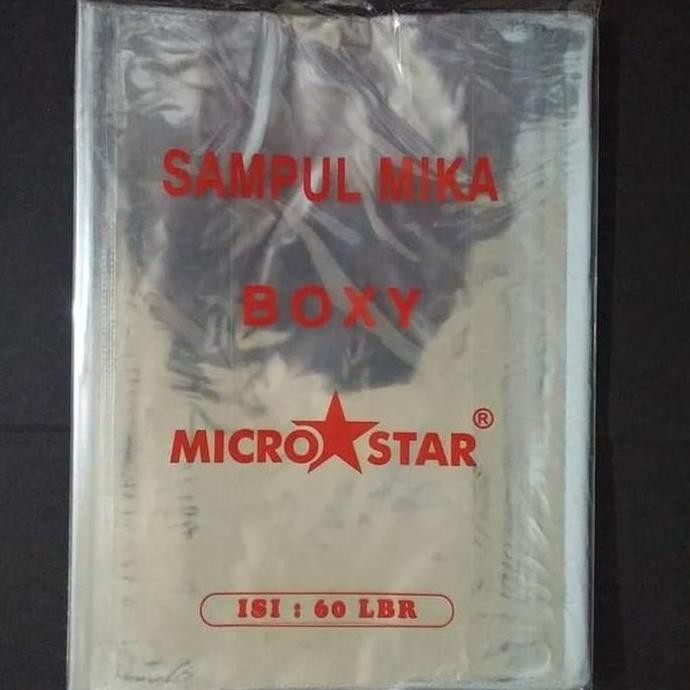 SAMPUL MIKA
BOXY
MICRO STAR ®
ISI : 60 LBR